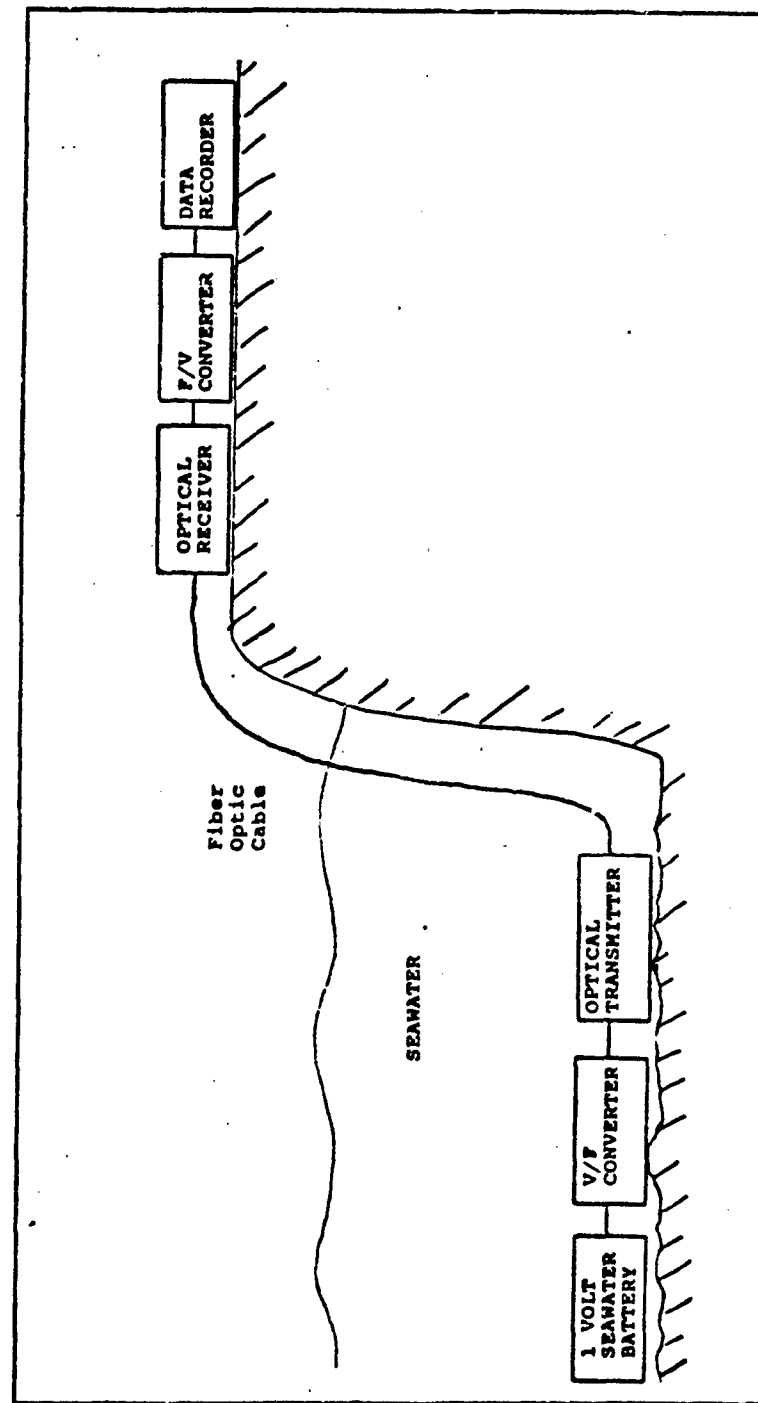 DATA
RECORDER
F/V
CONVERTER
OPTICAL
RECEIVER
Fiber
Optic
Cable
SEAWATER
OPTICAL
TRANSMITTER
V/F
CONVERTER
1 VOLT
SEAWATER
BATTERY